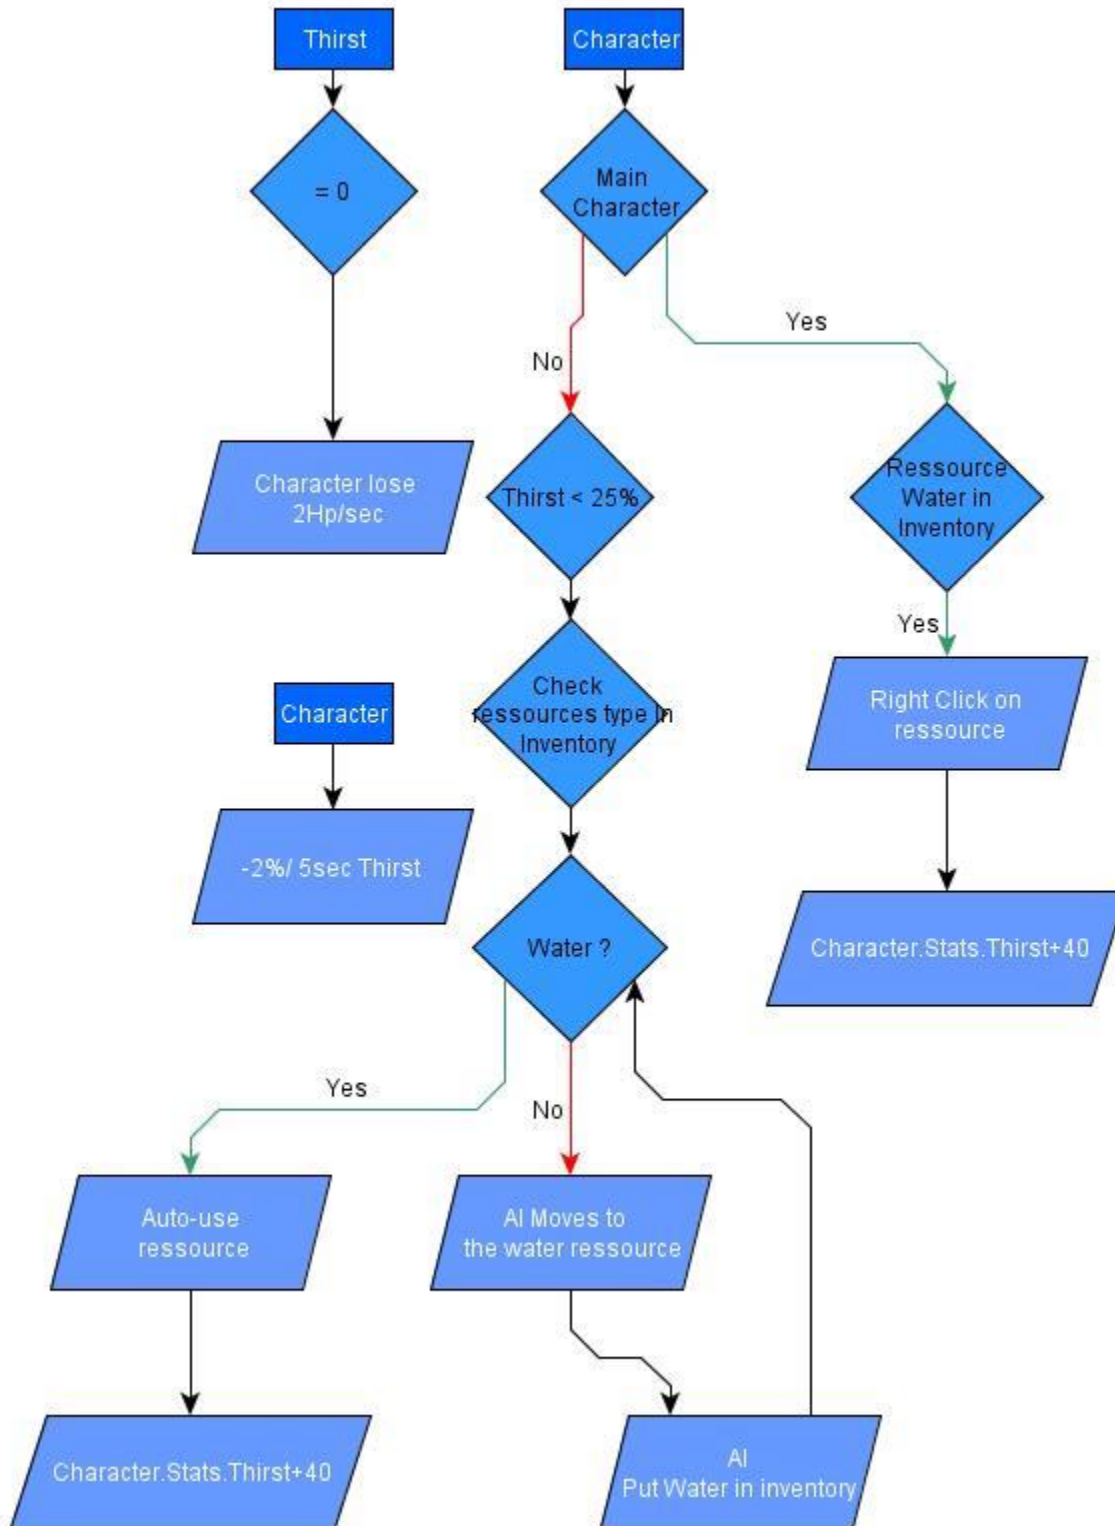 Thirst
Character
= 0
Main
Character
Yes
No
Character lose
2Hp/sec
Thirst < 25%
Ressource
Water in
Inventory
Yes
Check
ressources type in
Inventory
Right Click on
ressource
Character
-2%/ 5sec Thirst
Water ?
Character.Stats.Thirst+40
Yes
No
Auto-use
ressource
AI Moves to
the water ressource
Character.Stats.Thirst+40
AI
Put Water in inventory